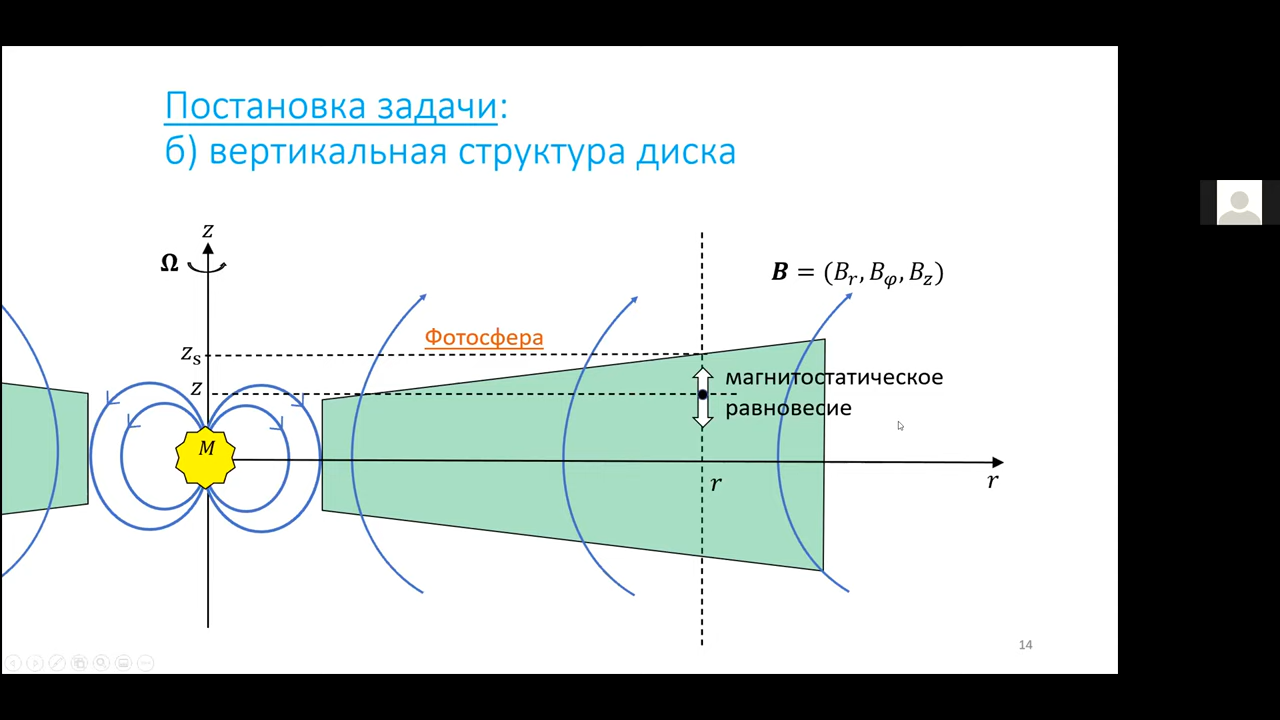 Постановка задачи:
б) вертикальная структура диска
z
Ω
B = (B_r, B_φ, B_z)
Фотосфера
z_s
z
магнитостатическое
равновесие
M
r
r
14